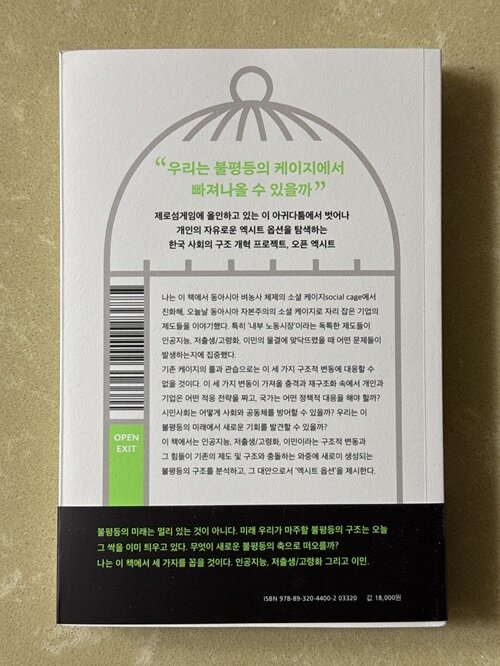 “우리는 불평등의 케이지에서
빠져나올 수 있을까”
제로섬게임에 올인하고 있는 이 아귀다툼에서 벗어나
개인의 자유로운 엑시트 옵션을 탐색하는
한국 사회의 구조 개혁 프로젝트, 오픈 엑시트
나는 이 책에서 동아시아 벼농사 체제의 소셜 케이지social cage에서
진화해, 오늘날 동아시아 자본주의의 소셜 케이지로 자리 잡은 기업의
제도들을 이야기했다. 특히 ‘내부 노동시장’이라는 독특한 제도들이
인공지능, 저출생/고령화, 이민의 물결에 맞닥뜨렸을 때 어떤 문제들이
발생하는지에 집중했다.
기존 케이지의 룰과 관습으로는 이 세 가지 구조적 변동에 대응할 수
없을 것이다. 이 세 가지 변동이 가져올 충격과 재구조화 속에서 개인과
기업은 어떤 적응 전략을 짜고, 국가는 어떤 정책적 대응을 해야 할까?
시민사회는 어떻게 사회와 공동체를 방어할 수 있을까? 우리는 이
불평등의 미래에서 새로운 기회를 발견할 수 있을까?
이 책에서는 인공지능, 저출생/고령화, 이민이라는 구조적 변동과
그 힘들이 기존의 제도 및 구조와 충돌하는 와중에 새로이 생성되는
불평등의 구조를 분석하고, 그 대안으로서 ‘엑시트 옵션’을 제시한다.
OPEN
EXIT
불평등의 미래는 멀리 있는 것이 아니다. 미래 우리가 마주할 불평등의 구조는 오늘
그 싹을 이미 틔우고 있다. 무엇이 새로운 불평등의 축으로 떠오를까?
나는 이 책에서 세 가지를 꼽을 것이다. 인공지능, 저출생/고령화 그리고 이민.
ISBN 978-89-320-4400-2 03320 값 18,000원